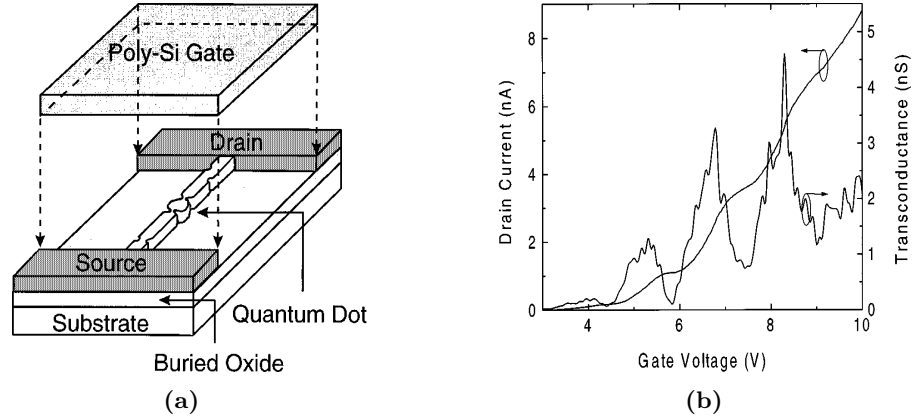 Poly-Si Gate
Drain
Source
Substrate
Quantum Dot
Buried Oxide
(a)
Drain Current (nA)
8
6
4
2
0
4 6 8 10
Gate Voltage (V)
5
4
3
2
1
0
Transconductance (nS)
(b)